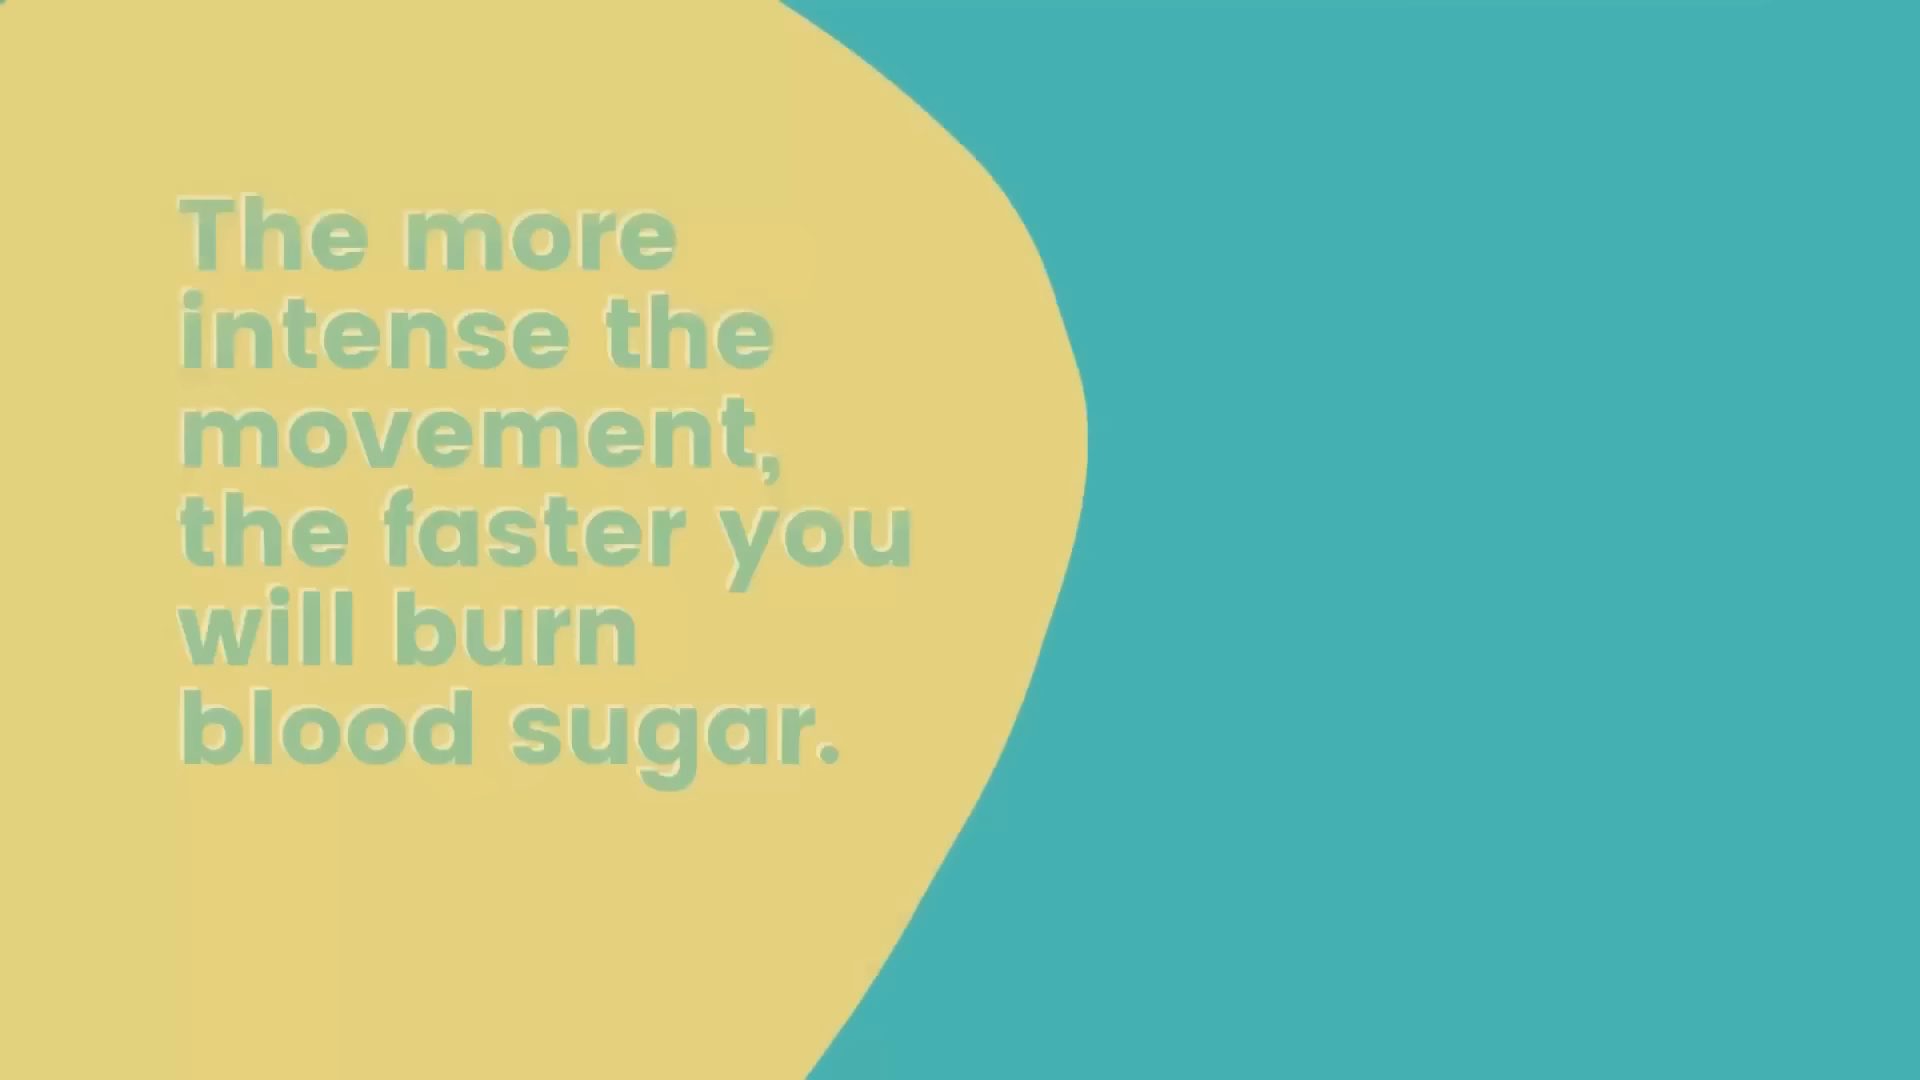 The more
intense the
movement,
the faster you
will burn
blood sugar.